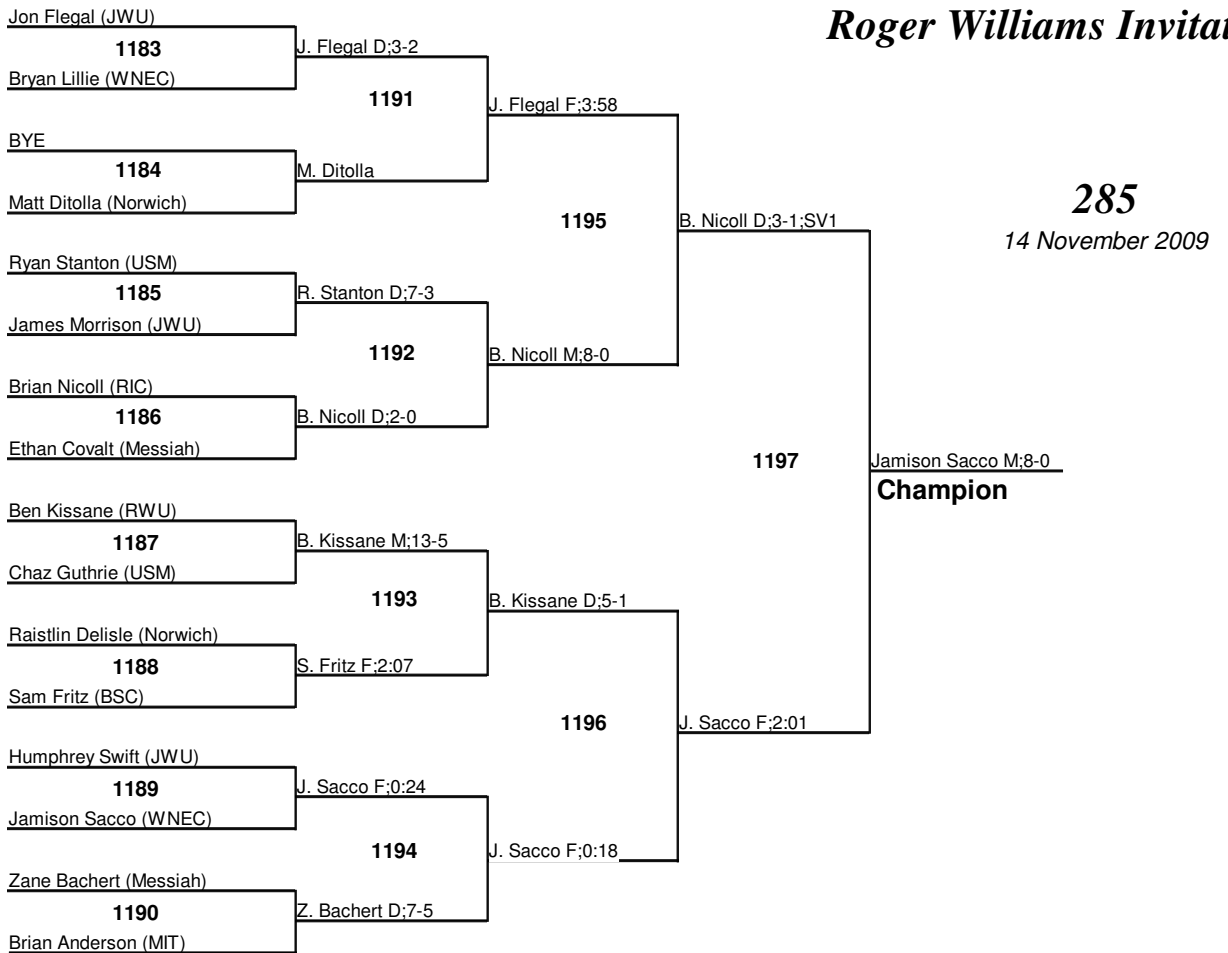 Roger Williams Invitat
285
14 November 2009
Jon Flegal (JWU)
1183
Bryan Lillie (WNEC)
BYE
1184
Matt Ditolla (Norwich)
Ryan Stanton (USM)
1185
James Morrison (JWU)
Brian Nicoll (RIC)
1186
Ethan Covalt (Messiah)
Ben Kissane (RWU)
1187
Chaz Guthrie (USM)
Raistlin Delisle (Norwich)
1188
Sam Fritz (BSC)
Humphrey Swift (JWU)
1189
Jamison Sacco (WNEC)
Zane Bachert (Messiah)
1190
Brian Anderson (MIT)
J. Flegal D;3-2
1191
M. Ditolla
R. Stanton D;7-3
1192
B. Nicoll D;2-0
B. Kissane M;13-5
1193
S. Fritz F;2:07
J. Sacco F;0:24
1194
Z. Bachert D;7-5
J. Flegal F;3:58
1195
B. Nicoll M;8-0
B. Kissane D;5-1
1196
J. Sacco F;0:18
B. Nicoll D;3-1;SV1
1197
J. Sacco F;2:01
Jamison Sacco M;8-0
Champion